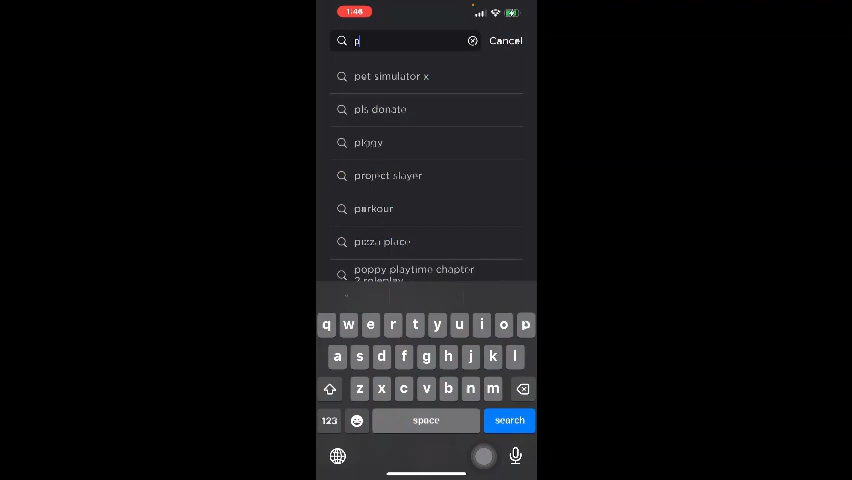 1:46
p
Cancel
pet simulator x
pls donate
piggy
project slayer
parkour
pizza place
poppy playtime chapter
2 roleplay
q w e r t y u i o p
a s d f g h j k l
z x c v b n m
123 space search